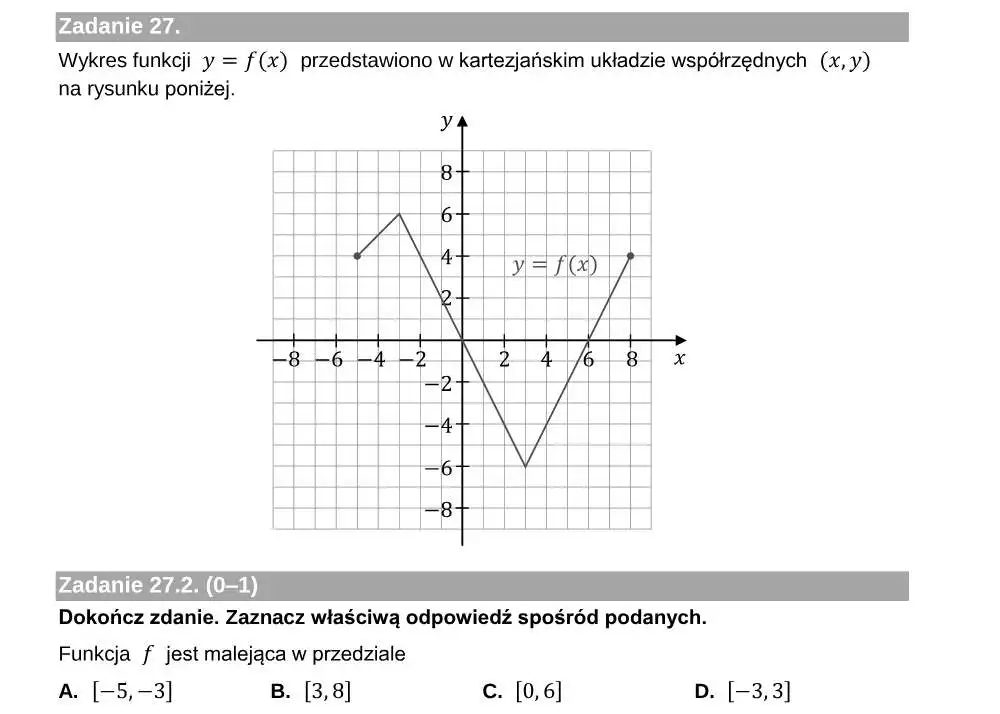 Zadanie 27.
Wykres funkcji y = f(x) przedstawiono w kartezjańskim układzie współrzędnych (x, y)
na rysunku poniżej.
y
8
6
4
y = f(x)
2
−8 −6 −4 −2 2 4 6 8 x
−2
−4
−6
−8
Zadanie 27.2. (0–1)
Dokończ zdanie. Zaznacz właściwą odpowiedź spośród podanych.
Funkcja f jest malejąca w przedziale
A. [−5, −3] B. [3, 8] C. [0, 6] D. [−3, 3]